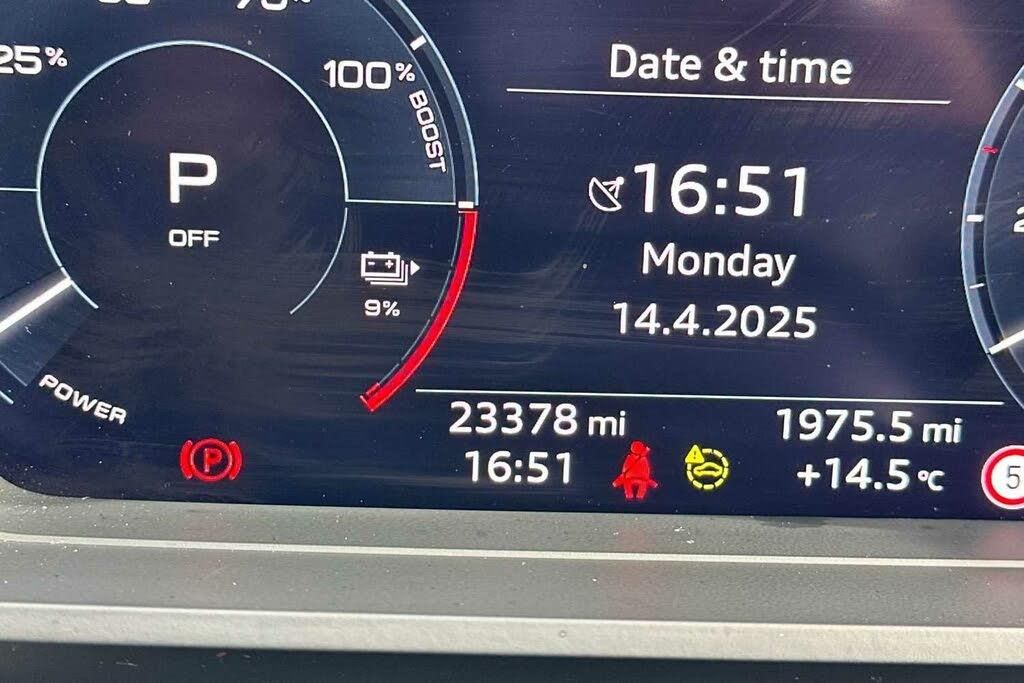 25%
100%
BOOST
P
OFF
9%
POWER
P
Date & time
16:51
Monday
14.4.2025
23378 mi
1975.5 mi
16:51
+14.5 °C
5